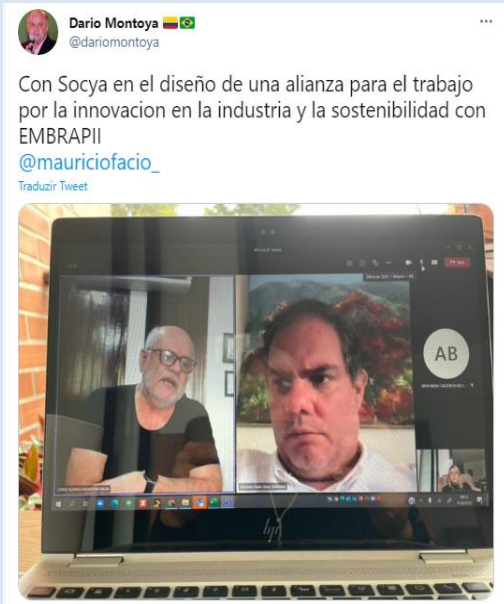 Dario Montoya
@dariomontoya
Con Socya en el diseño de una alianza para el trabajo
por la innovacion en la industria y la sostenibilidad con
EMBRAPII
@mauriciofacio_
Traduzir Tweet
AB
hp